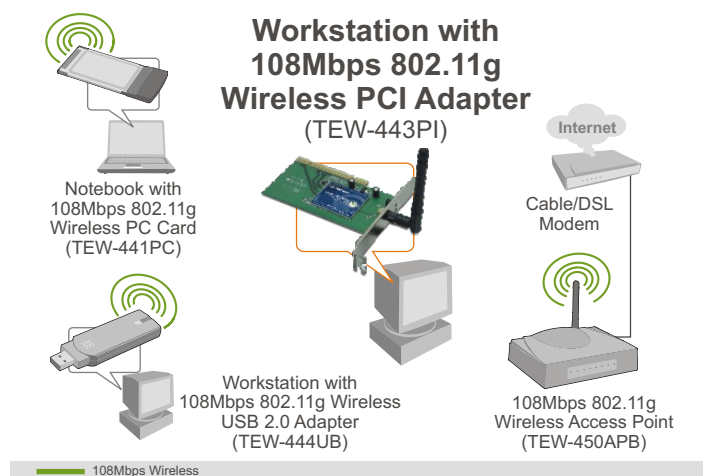 Workstation with
108Mbps 802.11g
Wireless PCI Adapter
(TEW-443PI)
Internet
Notebook with
108Mbps 802.11g
Wireless PC Card
(TEW-441PC)
Cable/DSL
Modem
Workstation with
108Mbps 802.11g Wireless
USB 2.0 Adapter
(TEW-444UB)
108Mbps 802.11g
Wireless Access Point
(TEW-450APB)
108Mbps Wireless